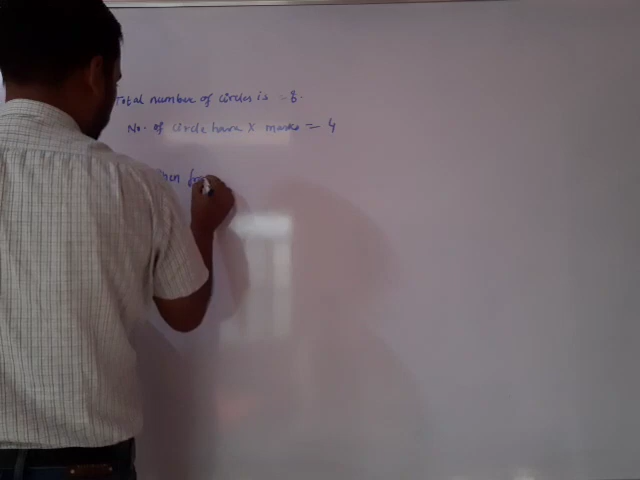 Total number of circles is = 8.
No. of circle have X marks = 4